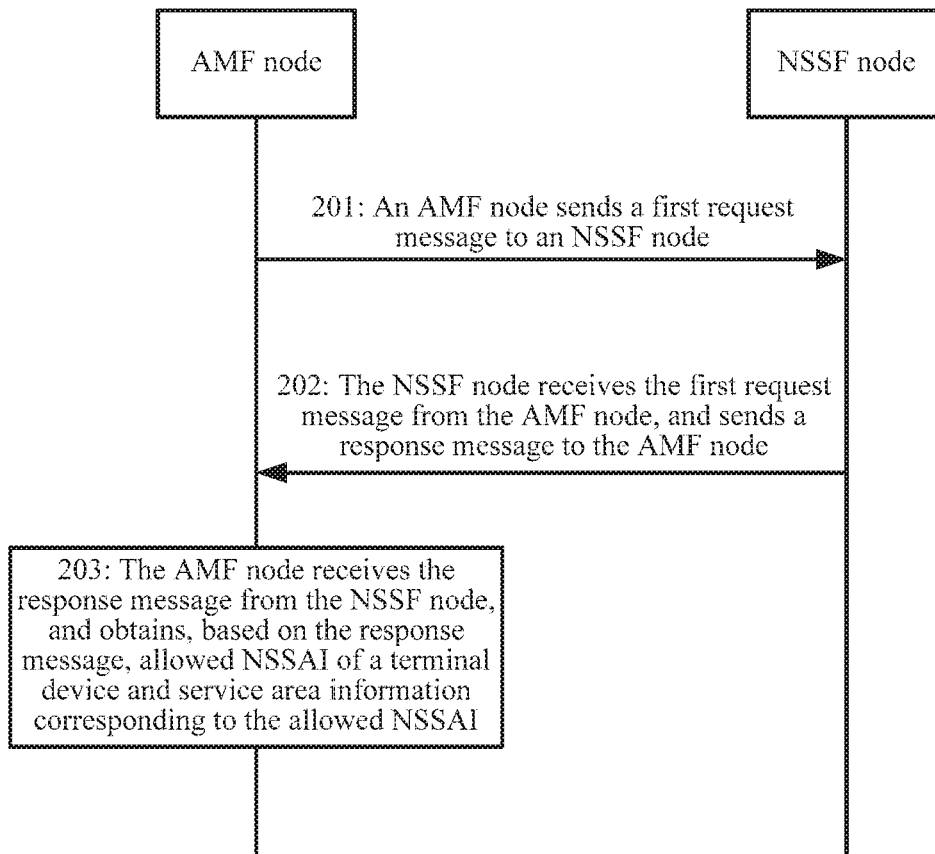 AMF node
NSSF node
201: An AMF node sends a first request
message to an NSSF node
202: The NSSF node receives the first request
message from the AMF node, and sends a
response message to the AMF node
203: The AMF node receives the
response message from the NSSF node,
and obtains, based on the response
message, allowed NSSAI of a terminal
device and service area information
corresponding to the allowed NSSAI